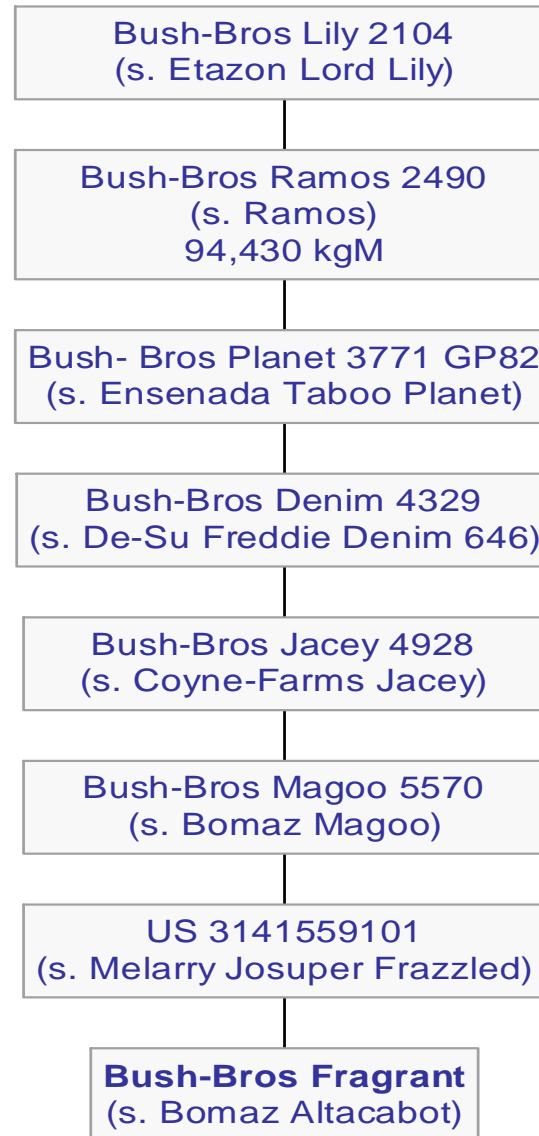 Bush-Bros Lily 2104
(s. Etazon Lord Lily)
Bush-Bros Ramos 2490
(s. Ramos)
94,430 kgM
Bush- Bros Planet 3771 GP82
(s. Ensenada Taboo Planet)
Bush-Bros Denim 4329
(s. De-Su Freddie Denim 646)
Bush-Bros Jacey 4928
(s. Coyne-Farms Jacey)
Bush-Bros Magoo 5570
(s. Bomaz Magoo)
US 3141559101
(s. Melarry Josuper Frazzled)
Bush-Bros Fragrant
(s. Bomaz Altacabot)